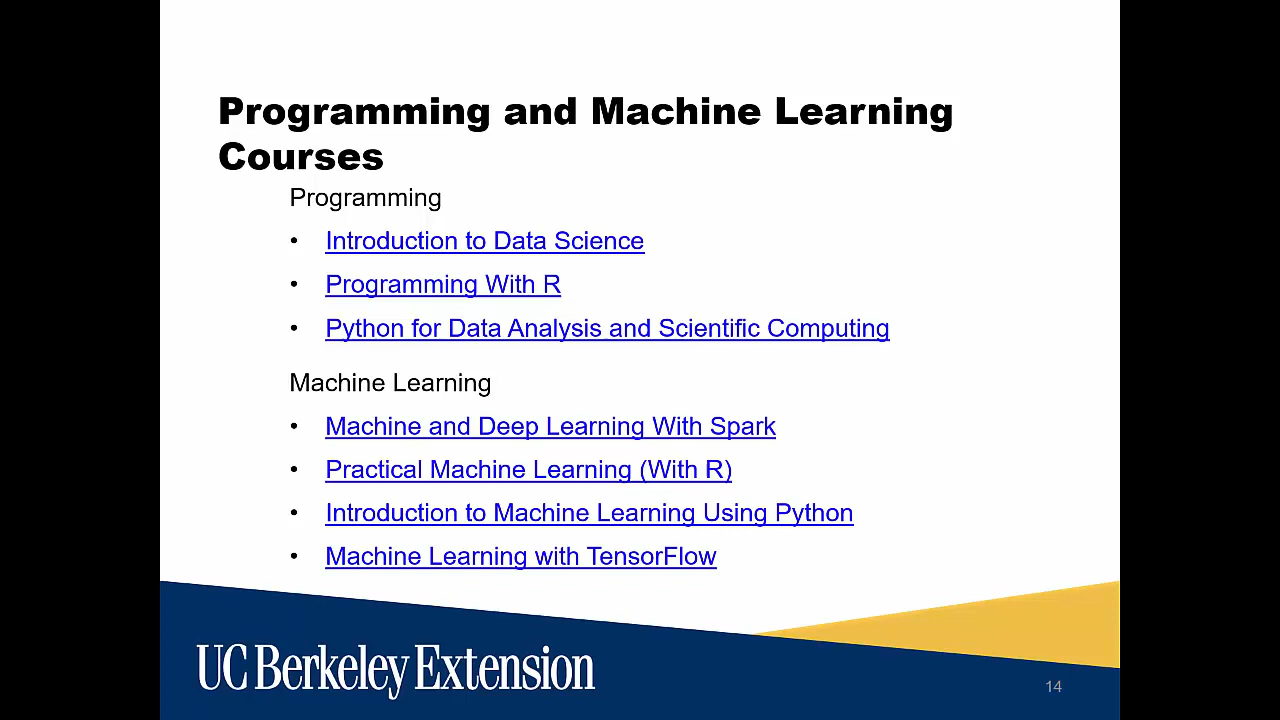 Programming and Machine Learning
Courses
Programming
• Introduction to Data Science
• Programming With R
• Python for Data Analysis and Scientific Computing
Machine Learning
• Machine and Deep Learning With Spark
• Practical Machine Learning (With R)
• Introduction to Machine Learning Using Python
• Machine Learning with TensorFlow
UC Berkeley Extension
14